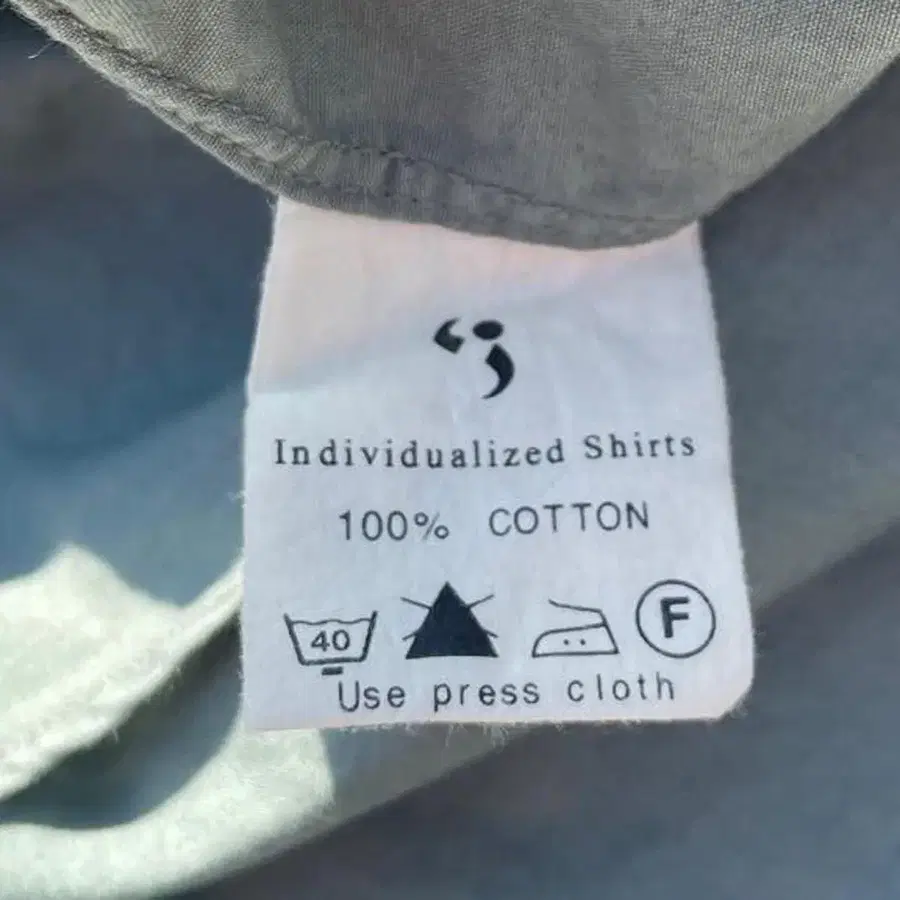 Individualized Shirts
100% COTTON
40 F
Use press cloth